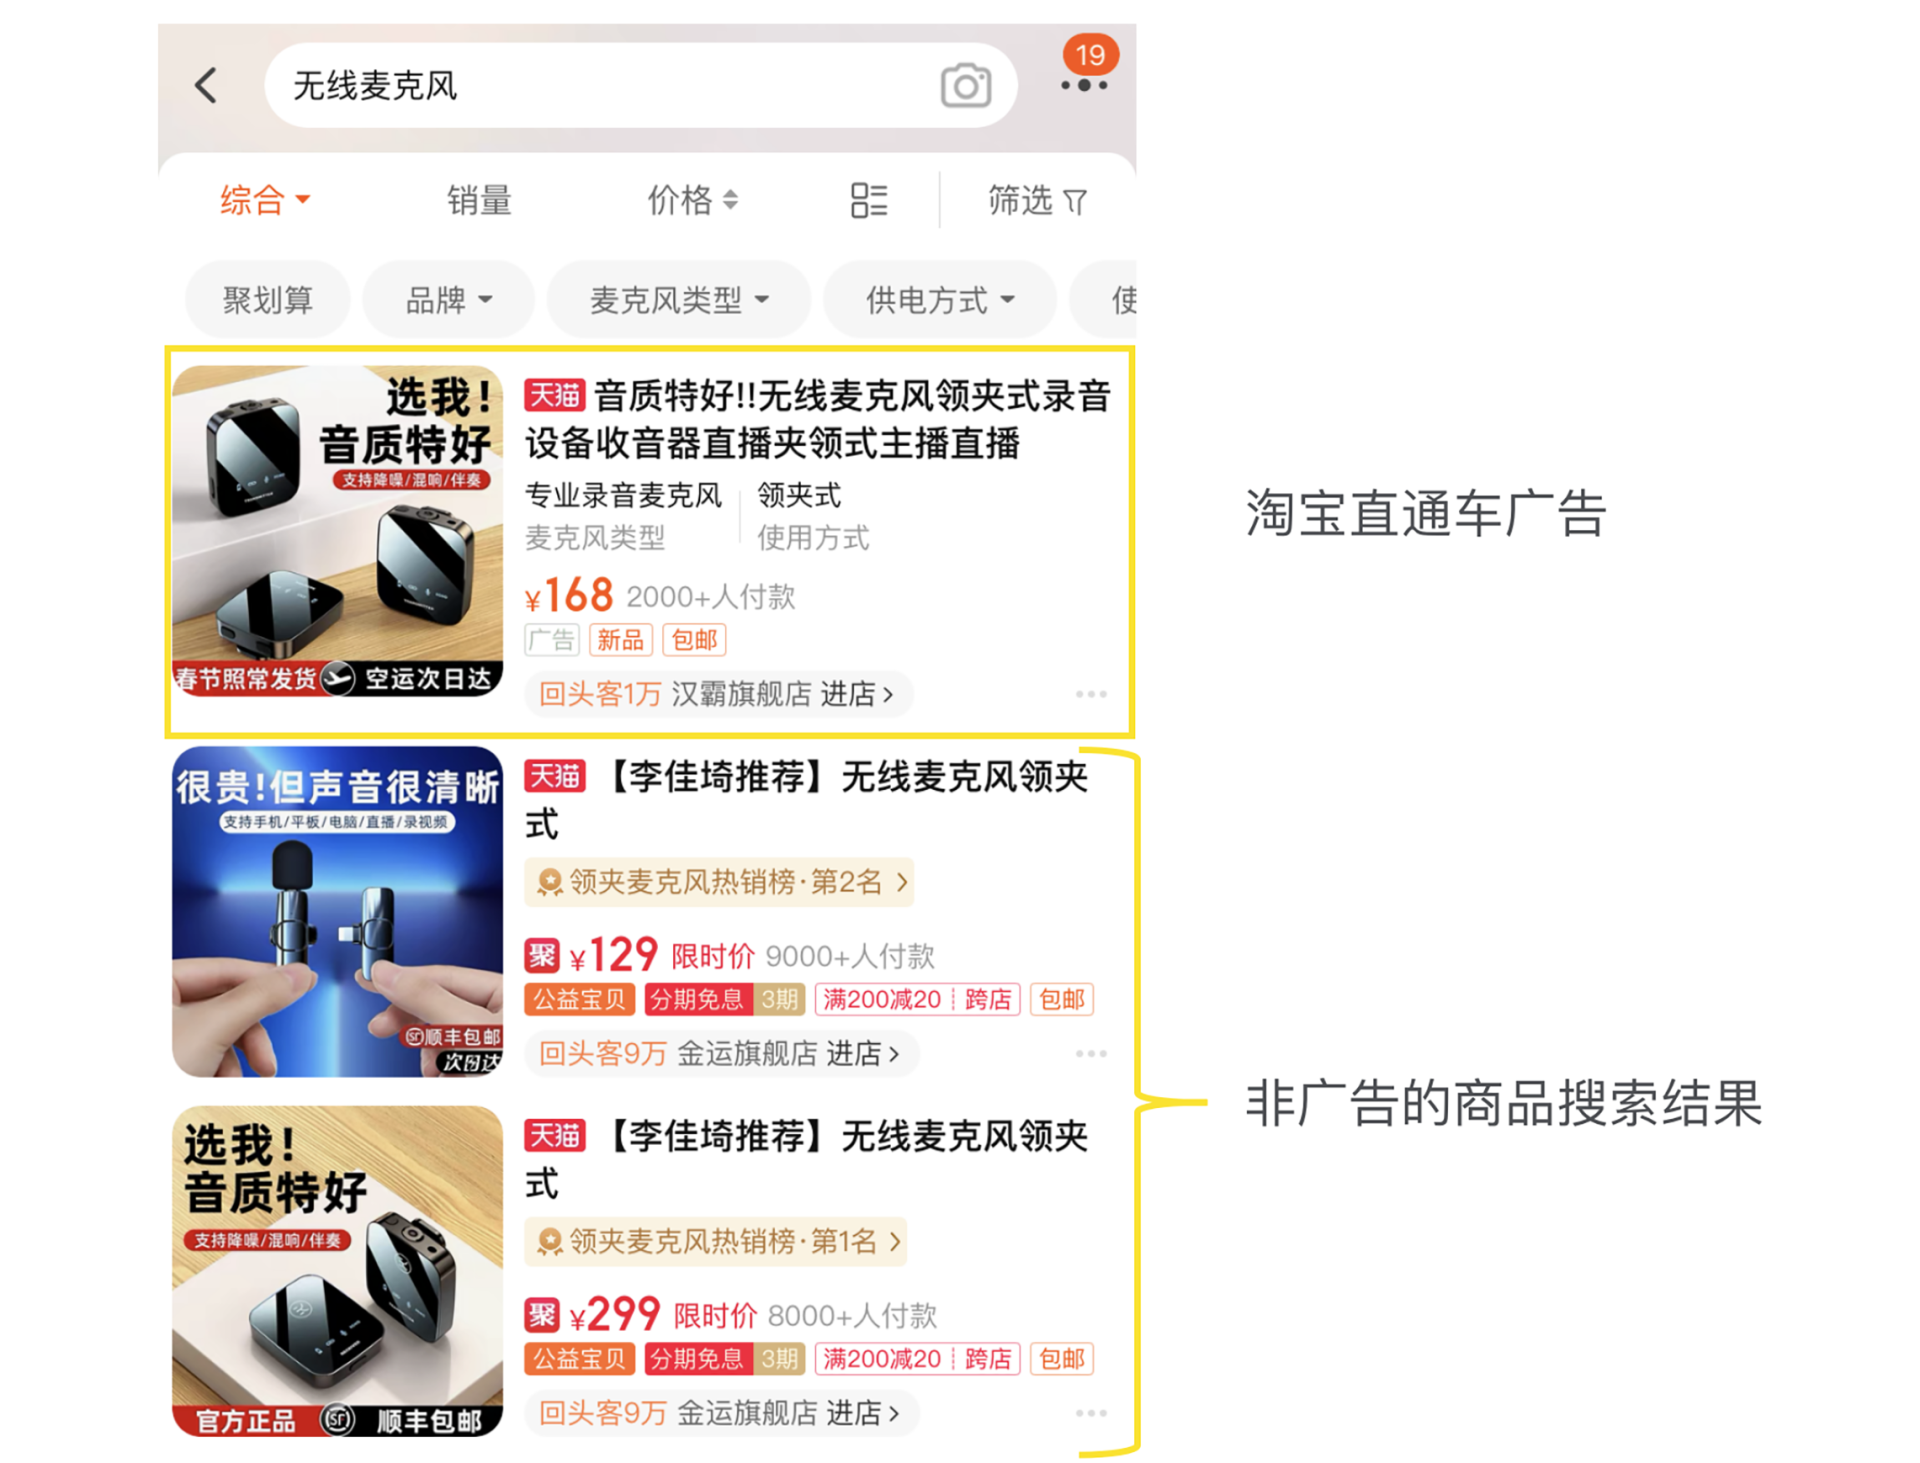 无线麦克风
19
综合
销量
价格
筛选
聚划算
品牌
麦克风类型
供电方式
使
选我!
音质特好
支持降噪/混响/伴奏
春节照常发货 空运次日达
天猫 音质特好!!无线麦克风领夹式录音
设备收音器直播夹领式主播直播
专业录音麦克风 领夹式
麦克风类型 使用方式
¥168 2000+人付款
广告 新品 包邮
回头客1万 汉霸旗舰店 进店>
淘宝直通车广告
很贵!但声音很清晰
支持手机/平板/电脑/直播/录视频
SF顺丰包邮
次日达
天猫 【李佳埼推荐】无线麦克风领夹
式
领夹麦克风热销榜·第2名 >
聚 ¥129 限时价 9000+人付款
公益宝贝 分期免息 3期 满200减20 跨店 包邮
回头客9万 金运旗舰店 进店>
非广告的商品搜索结果
选我!
音质特好
支持降噪/混响/伴奏
官方正品 SF 顺丰包邮
天猫 【李佳埼推荐】无线麦克风领夹
式
领夹麦克风热销榜·第1名 >
聚 ¥299 限时价 8000+人付款
公益宝贝 分期免息 3期 满200减20 跨店 包邮
回头客9万 金运旗舰店 进店>